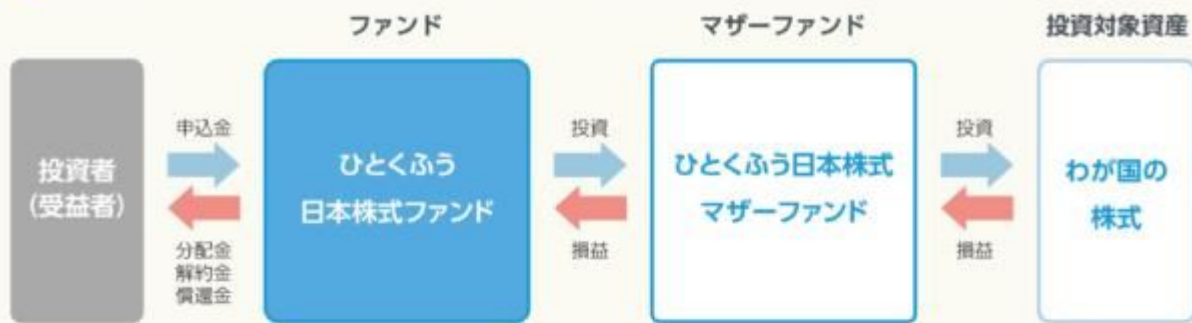 ファンド
マザーファンド
投資対象資産
投資者
(受益者)
申込金
分配金
解約金
償還金
ひとくふう
日本株式ファンド
投資
損益
ひとくふう日本株式
マザーファンド
投資
損益
わが国の
株式